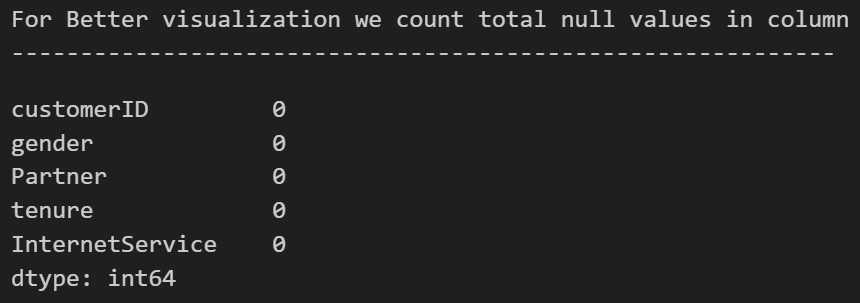 For Better visualization we count total null values in column
------------------------------------------------------------
customerID         0
gender             0
Partner            0
tenure             0
InternetService    0
dtype: int64